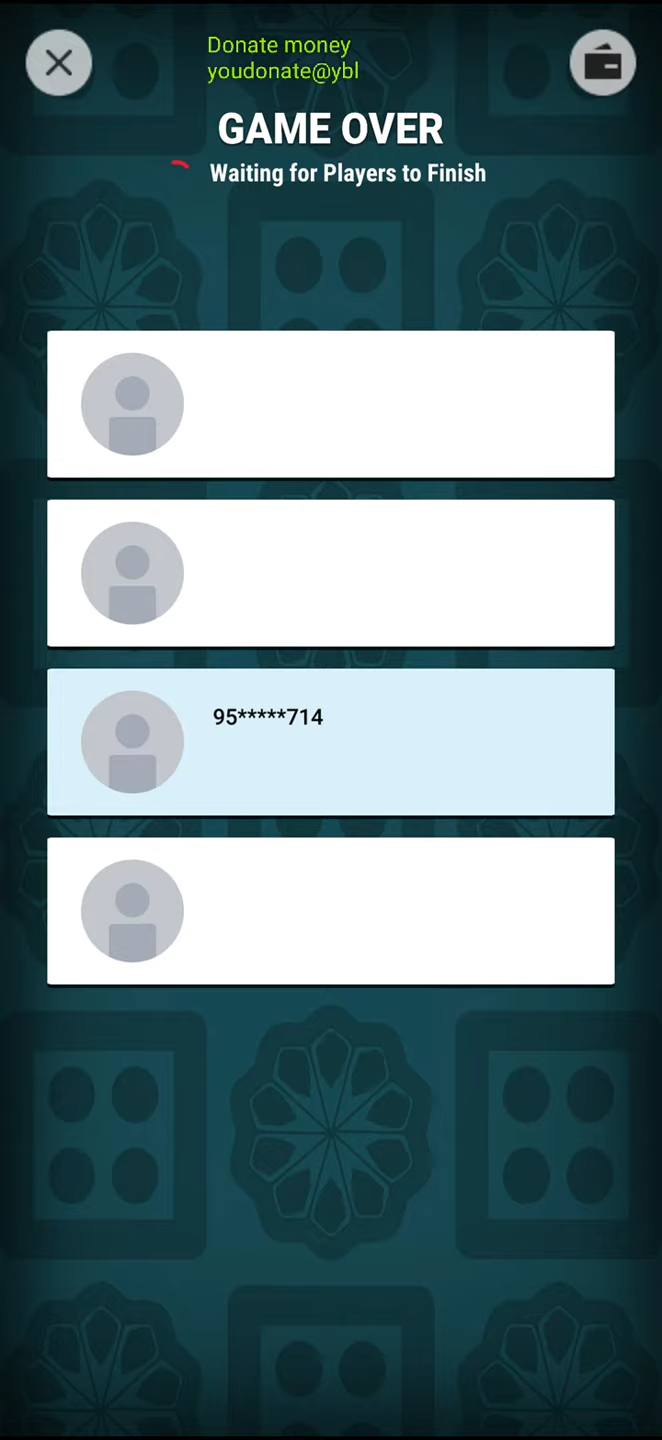 Donate money
youdonate@ybl
GAME OVER
Waiting for Players to Finish
95*****714